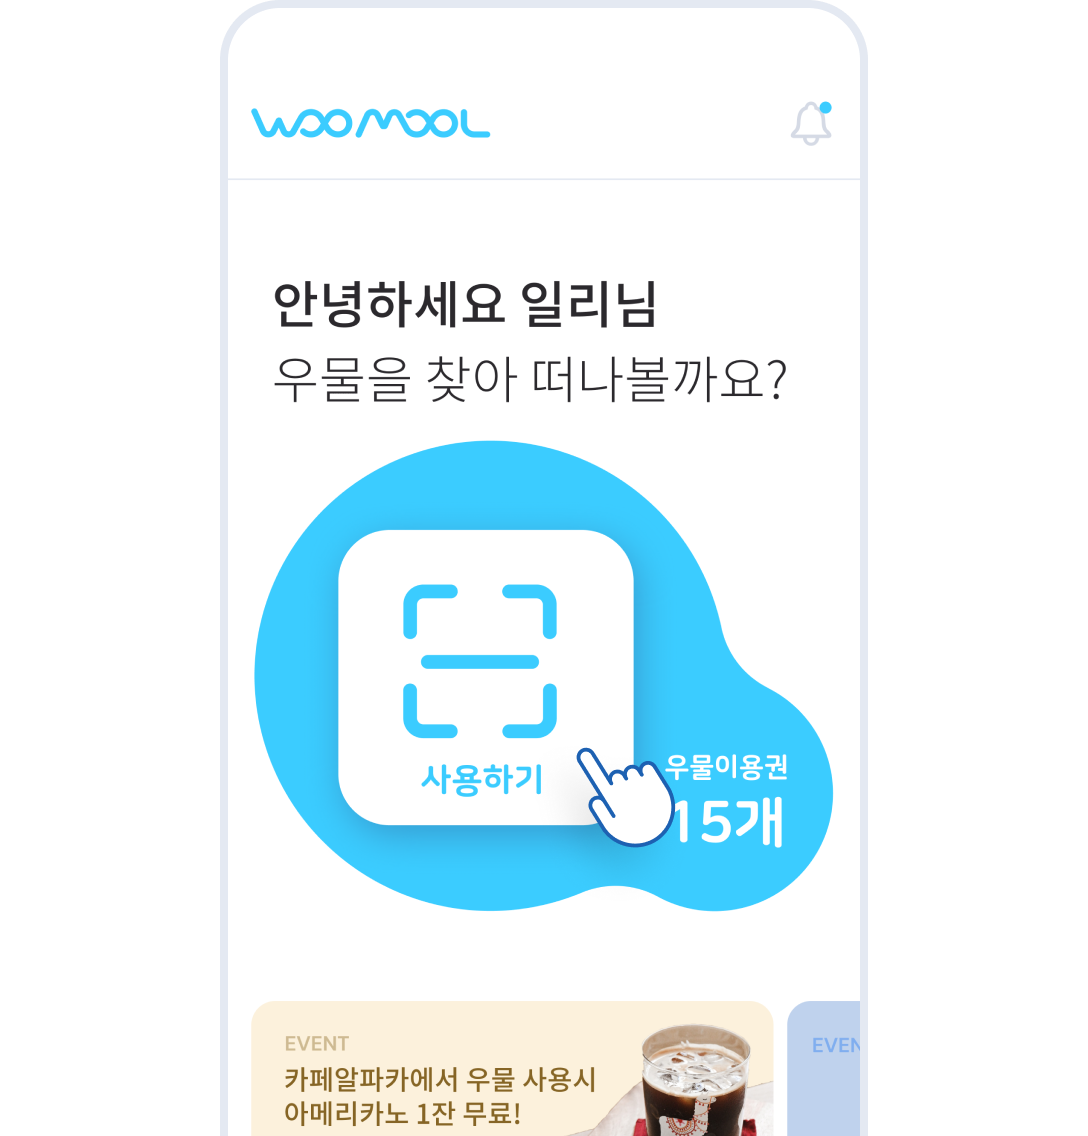 WOO MOOL
안녕하세요 일리님
우물을 찾아 떠나볼까요?
사용하기
우물이용권
15개
EVENT
카페알파카에서 우물 사용시
아메리카노 1잔 무료!